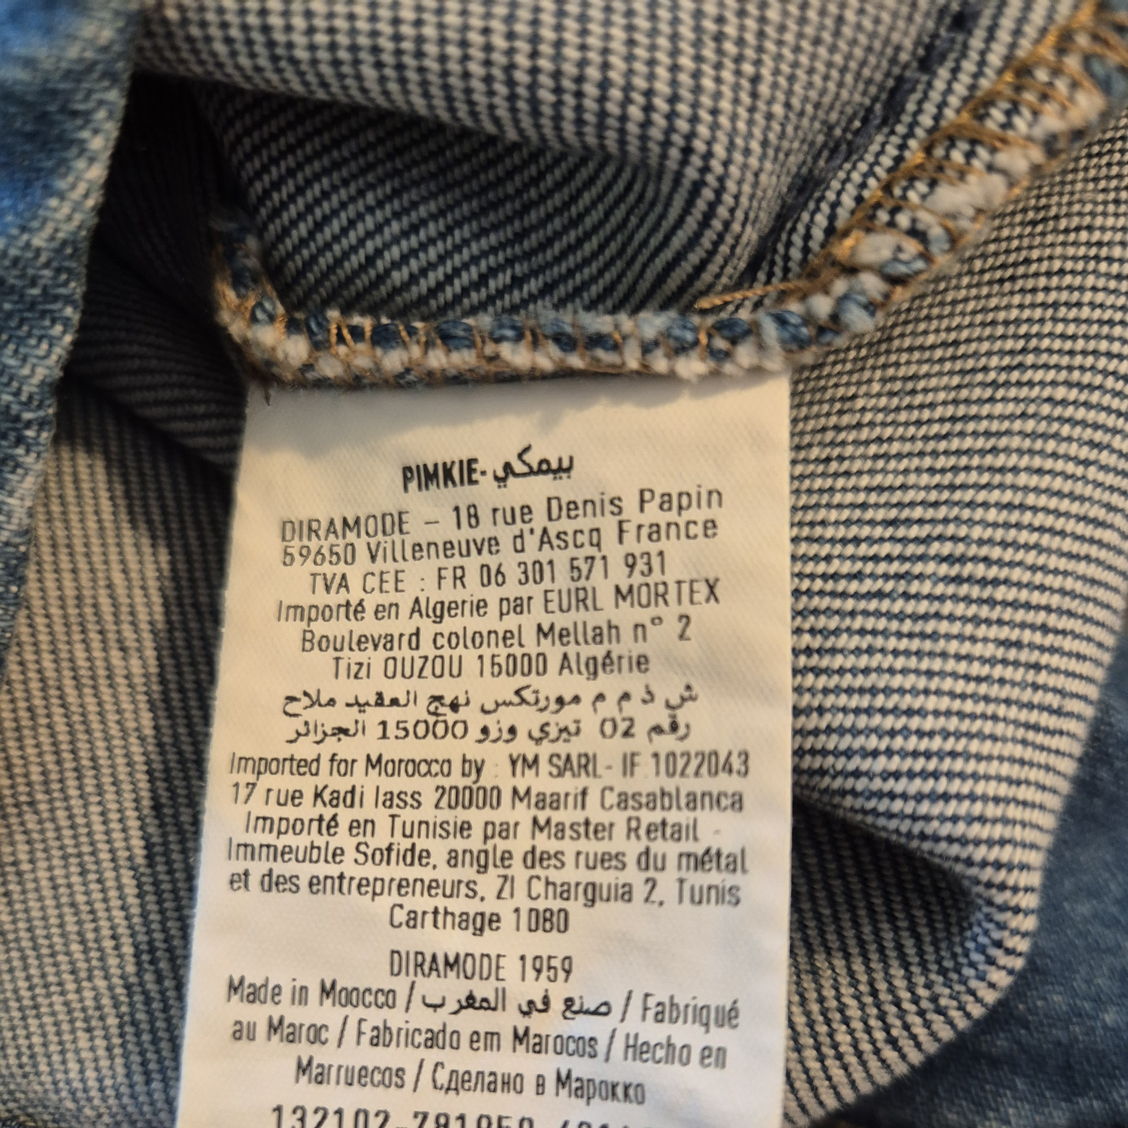 PIMKIE-بيمكي
DIRAMODE – 18 rue Denis Papin
59650 Villeneuve d'Ascq France
TVA CEE : FR 06 301 571 931
Importé en Algerie par EURL MORTEX
Boulevard colonel Mellah n° 2
Tizi OUZOU 15000 Algérie
ش ذ م م مورتكس نهج العقيد ملاح
رقم 02 تيزي وزو 15000 الجزائر
Imported for Morocco by : YM SARL- IF 1022043
17 rue Kadi Iass 20000 Maarif Casablanca
Importé en Tunisie par Master Retail -
Immeuble Sofide, angle des rues du métal
et des entrepreneurs, ZI Charguia 2, Tunis
Carthage 1080
DIRAMODE 1959
Made in Moocco / صنع في المغرب / Fabriqué
au Maroc / Fabricado em Marocos / Hecho en
Marruecos / Сделано в Марокко
132102-781050